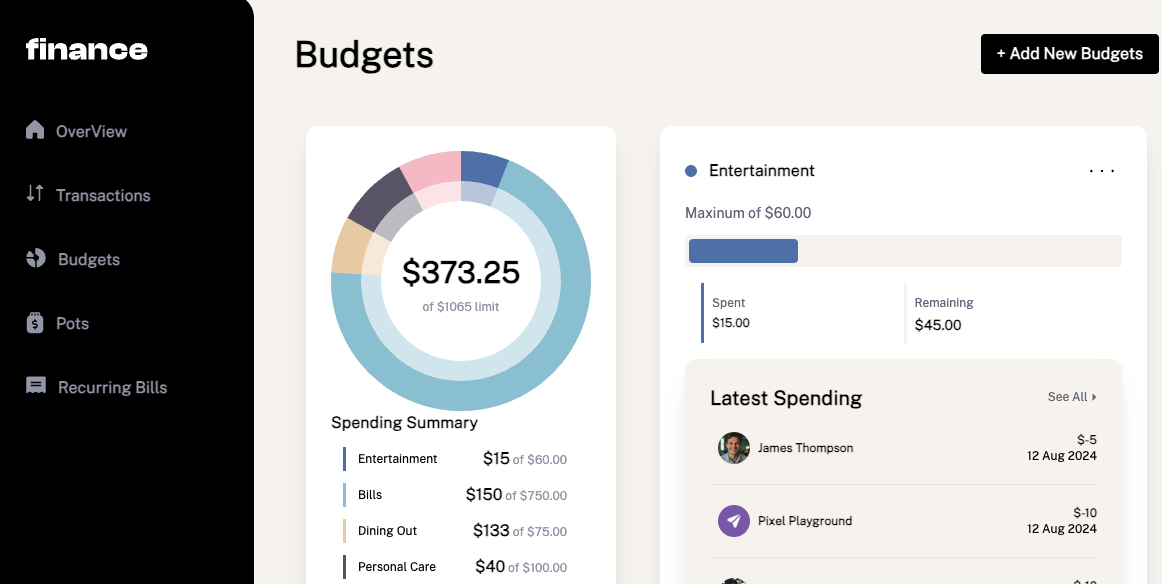 finance
OverView
Transactions
Budgets
Pots
Recurring Bills
Budgets
+ Add New Budgets
$373.25
of $1065 limit
Spending Summary
Entertainment $15 of $60.00
Bills $150 of $750.00
Dining Out $133 of $75.00
Personal Care $40 of $100.00
Entertainment
...
Maxinum of $60.00
Spent
$15.00
Remaining
$45.00
Latest Spending See All
James Thompson $-5
12 Aug 2024
Pixel Playground $-10
12 Aug 2024